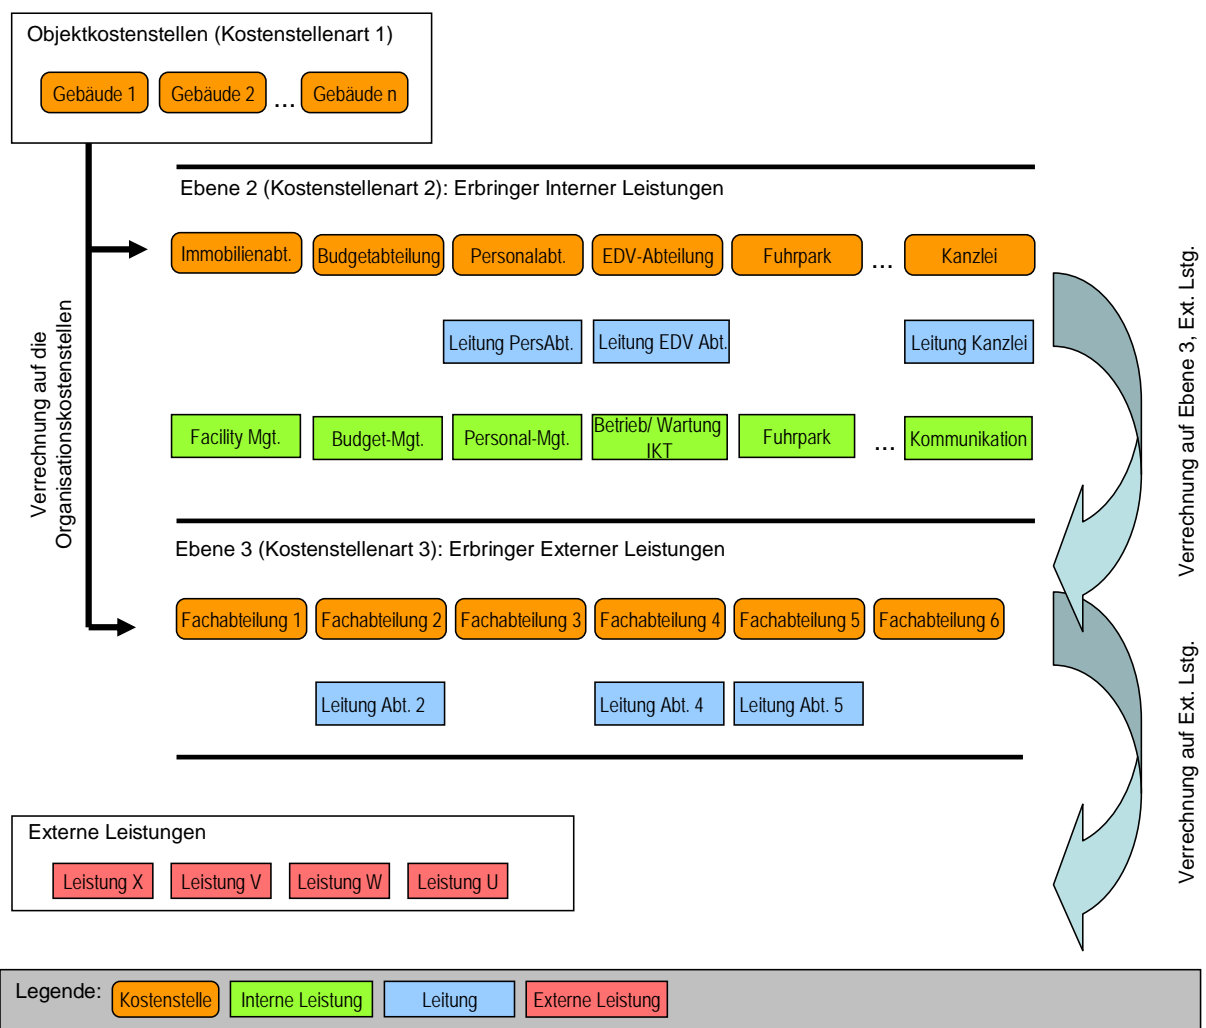 Objektkostenstellen (Kostenstellenart 1)
Gebäude 1
Gebäude 2
...
Gebäude n
Verrechnung auf die
Organisationskostenstellen
Ebene 2 (Kostenstellenart 2): Erbringer Interner Leistungen
Immobilienabt.
Budgetabteilung
Personalabt.
EDV-Abteilung
Fuhrpark
...
Kanzlei
Leitung PersAbt.
Leitung EDV Abt.
Leitung Kanzlei
Facility Mgt.
Budget-Mgt.
Personal-Mgt.
Betrieb/ Wartung
IKT
Fuhrpark
...
Kommunikation
Verrechnung auf Ebene 3, Ext. Lstg.
Ebene 3 (Kostenstellenart 3): Erbringer Externer Leistungen
Fachabteilung 1
Fachabteilung 2
Fachabteilung 3
Fachabteilung 4
Fachabteilung 5
Fachabteilung 6
Leitung Abt. 2
Leitung Abt. 4
Leitung Abt. 5
Verrechnung auf Ext. Lstg.
Externe Leistungen
Leistung X
Leistung V
Leistung W
Leistung U
Legende:
Kostenstelle
Interne Leistung
Leitung
Externe Leistung